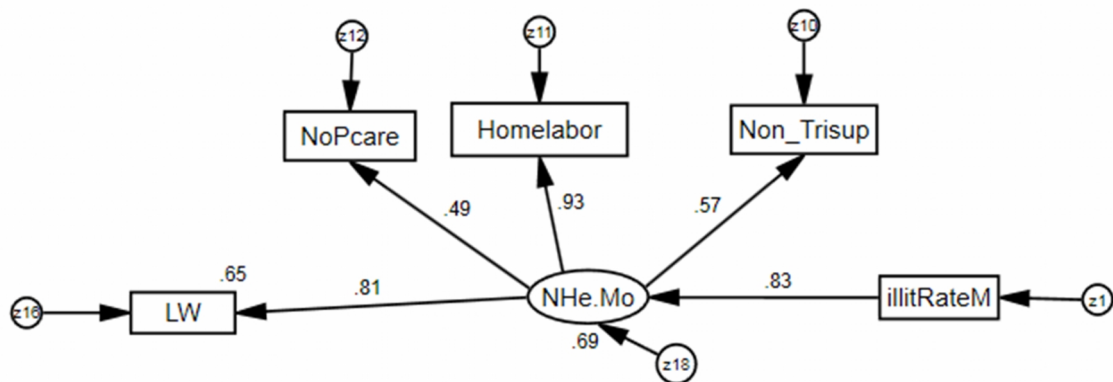 z12
z11
z10
NoPcare
Homelabor
Non_Trisup
.49
.93
.57
.65
.81
.83
z16
LW
NHe.Mo
illitRateM
z1
.69
z18